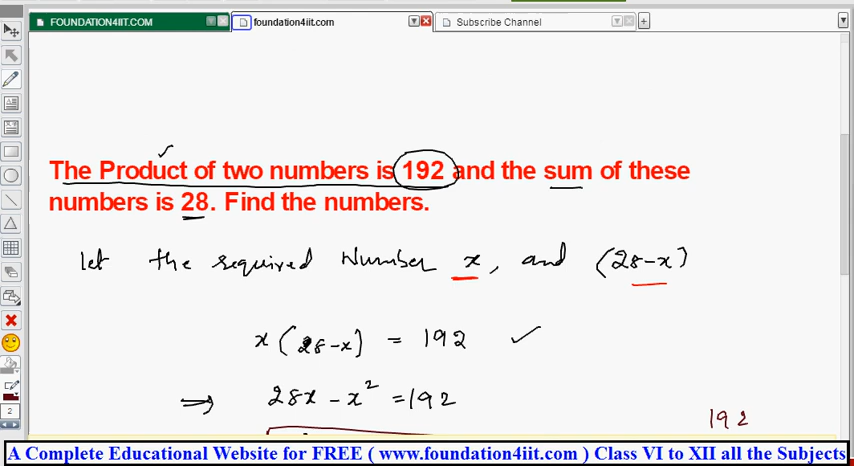 FOUNDATION4IIT.COM foundation4iit.com Subscribe Channel
The Product of two numbers is 192 and the sum of these
numbers is 28. Find the numbers.
let the required Number x, and (28-x)
x (28-x) = 192
⇒ 28x - x² = 192
192
2
A Complete Educational Website for FREE ( www.foundation4iit.com ) Class VI to XII all the Subjects